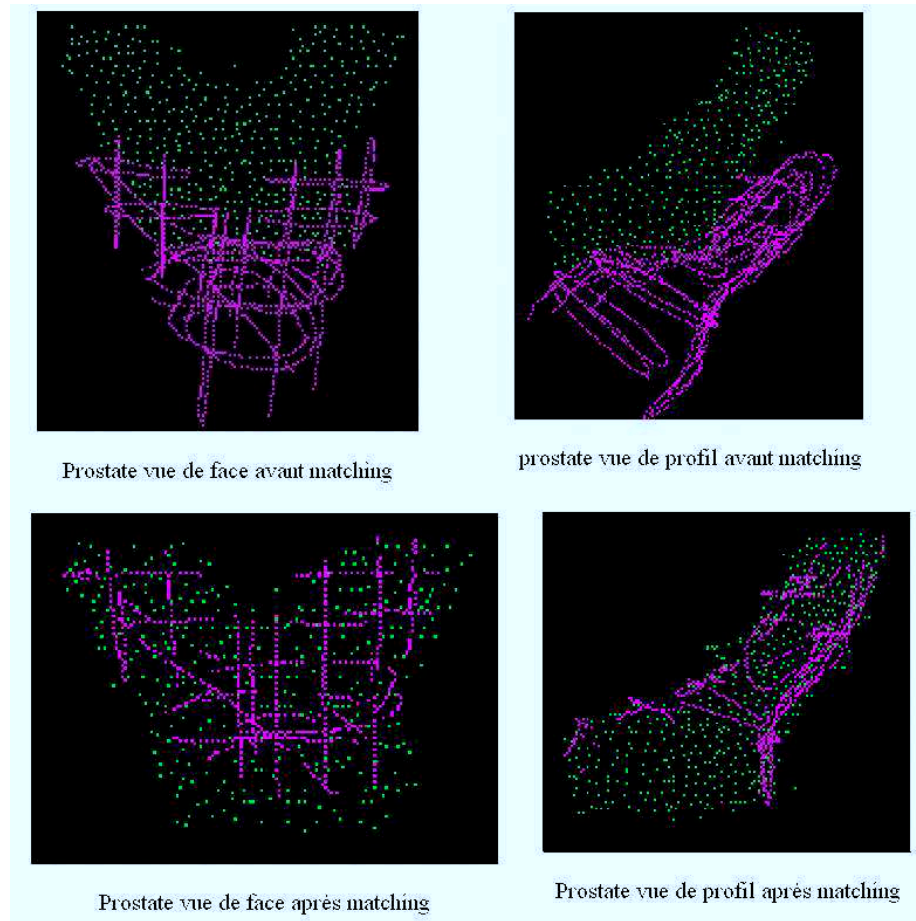 Prostate vue de face avant matching
prostate vue de profil avant matching
Prostate vue de face après matching
Prostate vue de profil aprés matching